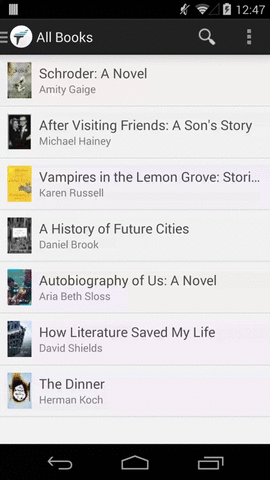 12:47
All Books
Schroder: A Novel
Amity Gaige
After Visiting Friends: A Son's Story
Michael Hainey
Vampires in the Lemon Grove: Stori...
Karen Russell
A History of Future Cities
Daniel Brook
Autobiography of Us: A Novel
Aria Beth Sloss
How Literature Saved My Life
David Shields
The Dinner
Herman Koch